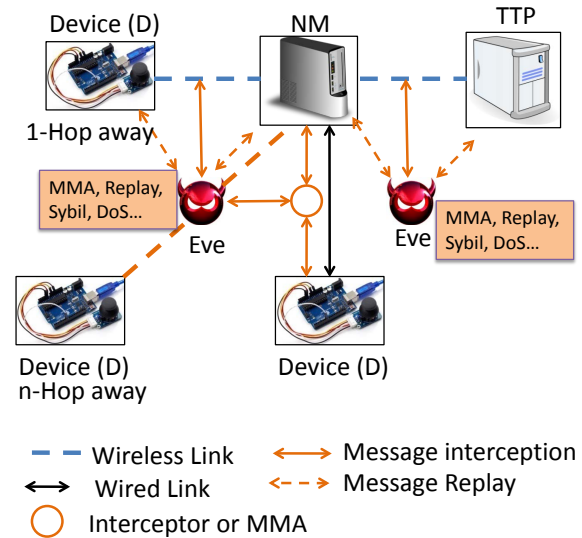 Device (D)
NM
TTP
1-Hop away
MMA, Replay,
Sybil, DoS...
Eve
Eve
MMA, Replay,
Sybil, DoS...
Device (D)
n-Hop away
Device (D)
Wireless Link
Message interception
Wired Link
Message Replay
Interceptor or MMA